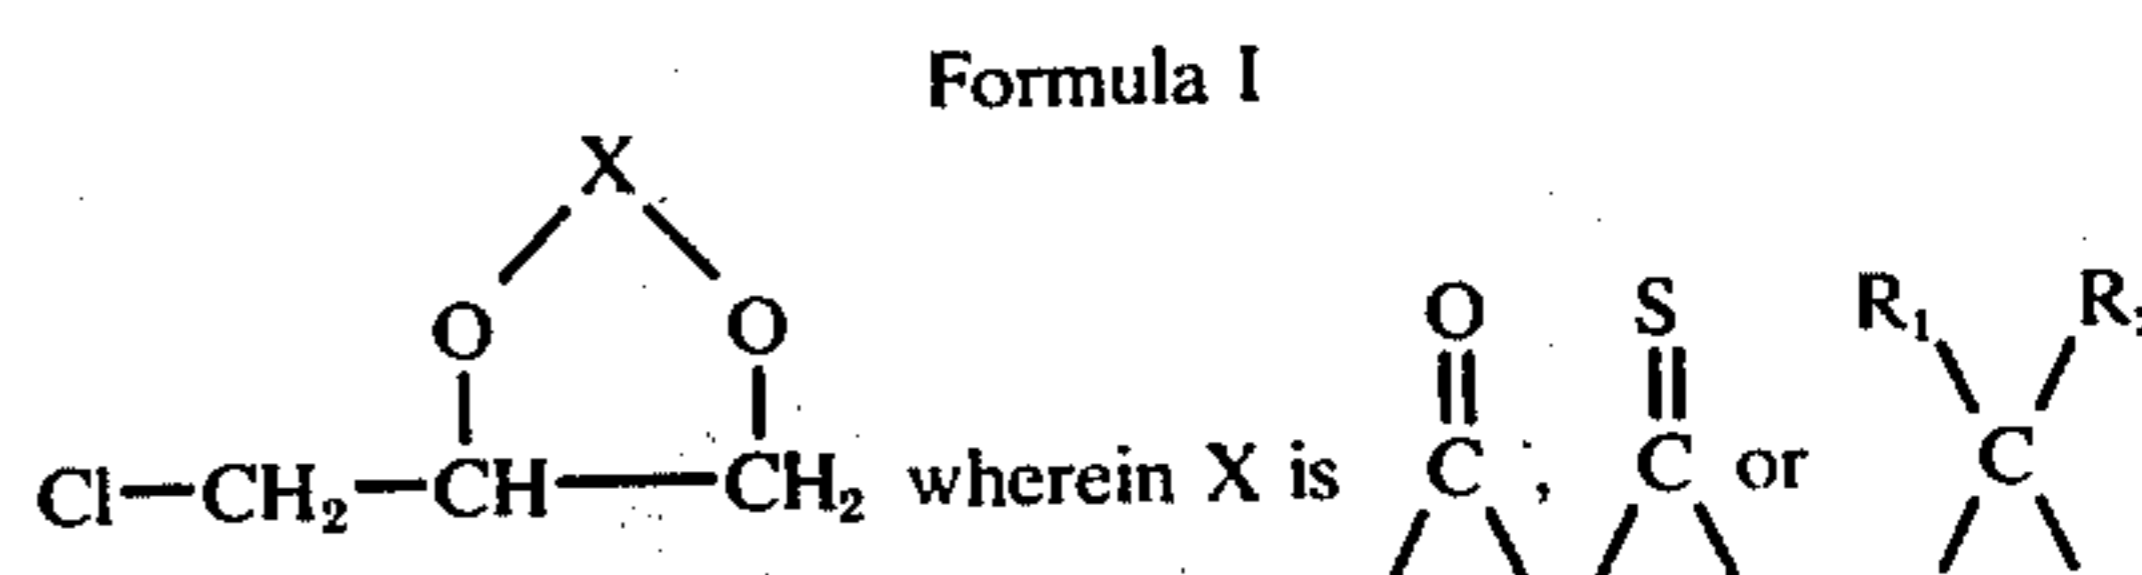 Formula I
X
O O O S R₁ R₂
Cl—CH₂—CH—CH₂ wherein X is C , C or C